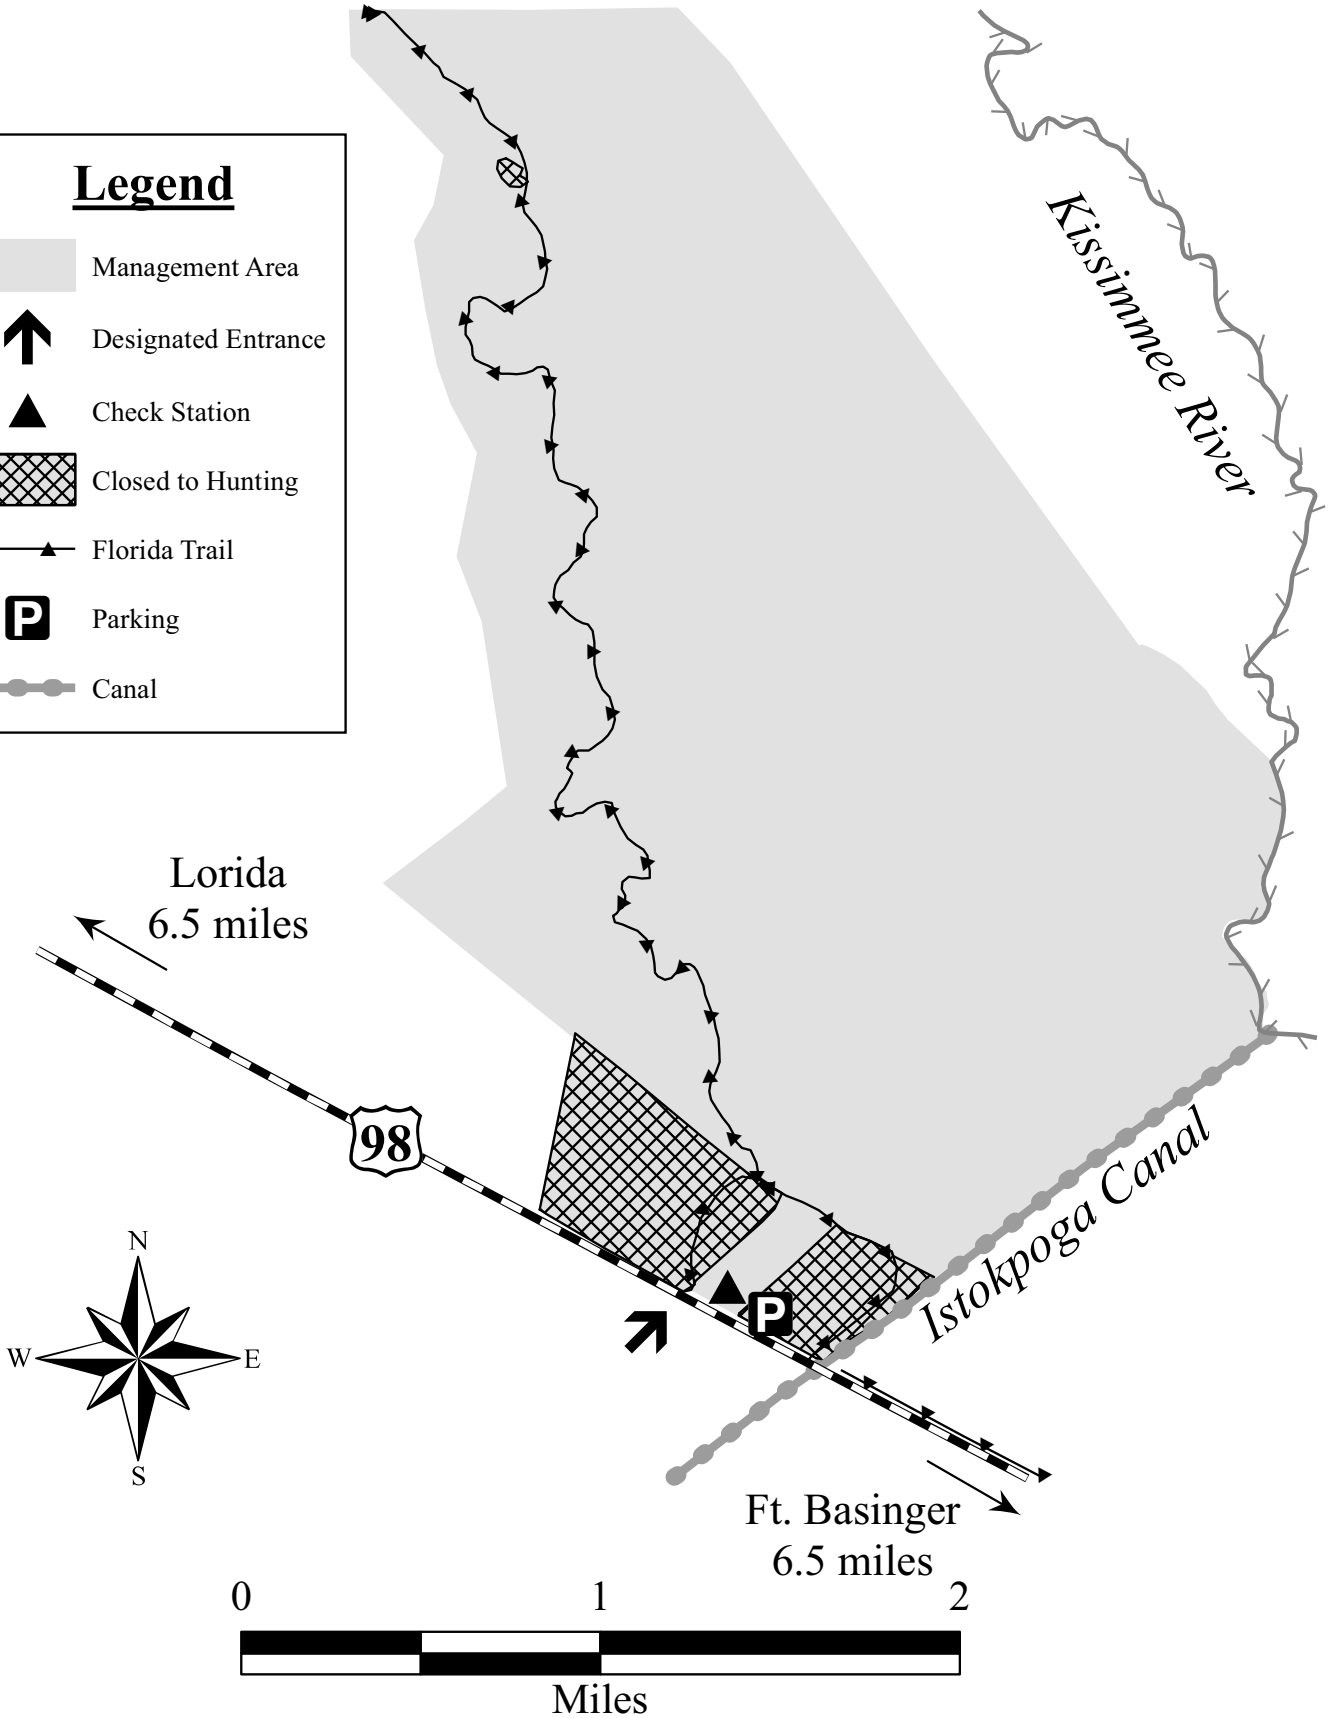 Legend
Management Area
Designated Entrance
Check Station
Closed to Hunting
Florida Trail
P Parking
Canal
Kissimmee River
Lorida
6.5 miles
98
Istokpoga Canal
P
N
W E
S
Ft. Basinger
6.5 miles
0 1 2
Miles